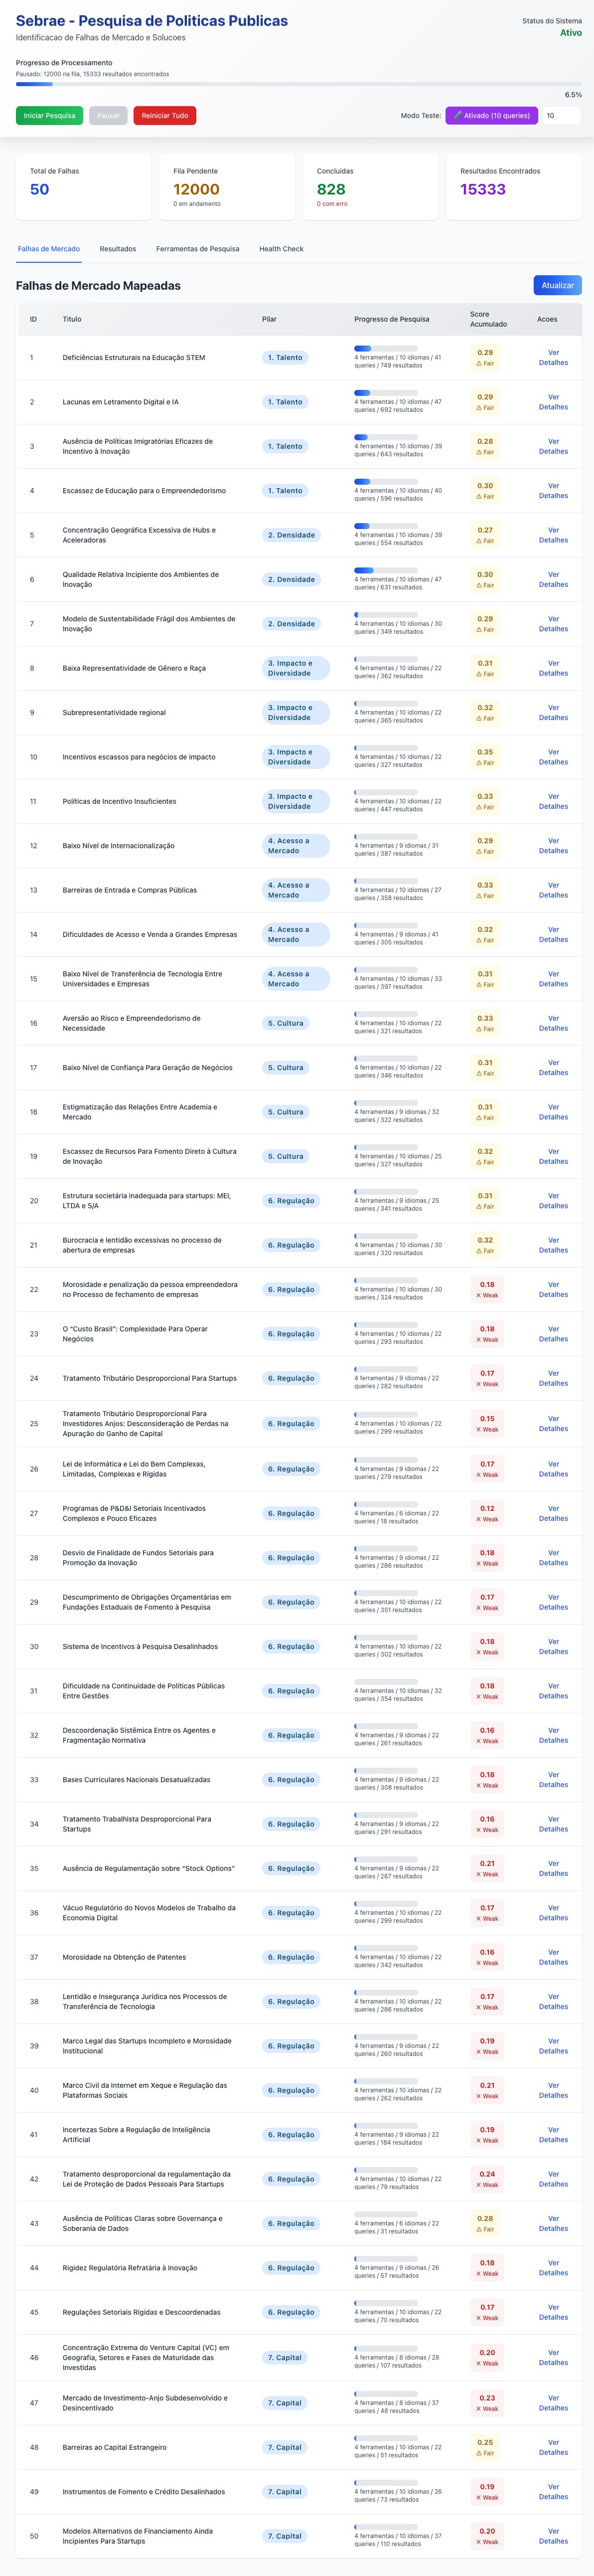 Sebrae - Pesquisa de Politicas Publicas
Identificacao de Falhas de Mercado e Solucoes
Status do Sistema
Ativo
Progresso de Processamento
Pausado: 12000 na fila, 15333 resultados encontrados
6.5%
Iniciar Pesquisa
Pausar
Reiniciar Tudo
Modo Teste:
Ativado (10 queries)
10
Total de Falhas
50
Fila Pendente
12000
0 em andamento
Concluídas
828
0 com erro
Resultados Encontrados
15333
Falhas de Mercado
Resultados
Ferramentas de Pesquisa
Health Check
Falhas de Mercado Mapeadas
Atualizar
ID Titulo Pilar Progresso de Pesquisa Score
Acumulado
Acoes
1 Deficiências Estruturais na Educação STEM 1. Talento
4 ferramentas / 10 idiomas / 41
queries / 749 resultados
0.29
⚠ Fair
Ver
Detalhes
2 Lacunas em Letramento Digital e IA 1. Talento
4 ferramentas / 10 idiomas / 47
queries / 692 resultados
0.29
⚠ Fair
Ver
Detalhes
3 Ausência de Políticas Imigratórias Eficazes de
Incentivo à Inovação
1. Talento
4 ferramentas / 10 idiomas / 39
queries / 643 resultados
0.28
⚠ Fair
Ver
Detalhes
4 Escassez de Educação para o Empreendedorismo 1. Talento
4 ferramentas / 10 idiomas / 40
queries / 596 resultados
0.30
⚠ Fair
Ver
Detalhes
5 Concentração Geográfica Excessiva de Hubs e
Aceleradoras
2. Densidade
4 ferramentas / 10 idiomas / 39
queries / 554 resultados
0.27
⚠ Fair
Ver
Detalhes
6 Qualidade Relativa Incipiente dos Ambientes de
Inovação
2. Densidade
4 ferramentas / 10 idiomas / 47
queries / 631 resultados
0.30
⚠ Fair
Ver
Detalhes
7 Modelo de Sustentabilidade Frágil dos Ambientes de
Inovação
2. Densidade
4 ferramentas / 10 idiomas / 30
queries / 349 resultados
0.29
⚠ Fair
Ver
Detalhes
8 Baixa Representatividade de Gênero e Raça
3. Impacto e
Diversidade
4 ferramentas / 10 idiomas / 22
queries / 362 resultados
0.31
⚠ Fair
Ver
Detalhes
9 Subrepresentatividade regional
3. Impacto e
Diversidade
4 ferramentas / 10 idiomas / 22
queries / 365 resultados
0.32
⚠ Fair
Ver
Detalhes
10 Incentivos escassos para negócios de impacto
3. Impacto e
Diversidade
4 ferramentas / 10 idiomas / 22
queries / 327 resultados
0.35
⚠ Fair
Ver
Detalhes
11 Políticas de Incentivo Insuficientes
3. Impacto e
Diversidade
4 ferramentas / 10 idiomas / 22
queries / 447 resultados
0.33
⚠ Fair
Ver
Detalhes
12 Baixo Nível de Internacionalização
4. Acesso a
Mercado
4 ferramentas / 9 idiomas / 31
queries / 387 resultados
0.29
⚠ Fair
Ver
Detalhes
13 Barreiras de Entrada e Compras Públicas
4. Acesso a
Mercado
4 ferramentas / 10 idiomas / 27
queries / 358 resultados
0.33
⚠ Fair
Ver
Detalhes
14 Dificuldades de Acesso e Venda a Grandes Empresas
4. Acesso a
Mercado
4 ferramentas / 9 idiomas / 41
queries / 305 resultados
0.32
⚠ Fair
Ver
Detalhes
15 Baixo Nível de Transferência de Tecnologia Entre
Universidades e Empresas
4. Acesso a
Mercado
4 ferramentas / 10 idiomas / 33
queries / 397 resultados
0.31
⚠ Fair
Ver
Detalhes
16 Aversão ao Risco e Empreendedorismo de
Necessidade
5. Cultura
4 ferramentas / 10 idiomas / 22
queries / 321 resultados
0.33
⚠ Fair
Ver
Detalhes
17 Baixo Nível de Confiança Para Geração de Negócios 5. Cultura
4 ferramentas / 10 idiomas / 22
queries / 346 resultados
0.31
⚠ Fair
Ver
Detalhes
18 Estigmatização das Relações Entre Academia e
Mercado
5. Cultura
4 ferramentas / 9 idiomas / 32
queries / 322 resultados
0.31
⚠ Fair
Ver
Detalhes
19 Escassez de Recursos Para Fomento Direto à Cultura
de Inovação
5. Cultura
4 ferramentas / 10 idiomas / 25
queries / 327 resultados
0.32
⚠ Fair
Ver
Detalhes
20 Estrutura societária inadequada para startups: MEI,
LTDA e S/A
6. Regulação
4 ferramentas / 9 idiomas / 25
queries / 341 resultados
0.31
⚠ Fair
Ver
Detalhes
21 Burocracia e lentidão excessivas no processo de
abertura de empresas
6. Regulação
4 ferramentas / 10 idiomas / 30
queries / 320 resultados
0.32
⚠ Fair
Ver
Detalhes
22 Morosidade e penalização da pessoa empreendedora
no Processo de fechamento de empresas
6. Regulação
4 ferramentas / 10 idiomas / 30
queries / 324 resultados
0.18
✕ Weak
Ver
Detalhes
23 O "Custo Brasil": Complexidade Para Operar
Negócios
6. Regulação
4 ferramentas / 10 idiomas / 22
queries / 293 resultados
0.18
✕ Weak
Ver
Detalhes
24 Tratamento Tributário Desproporcional Para Startups 6. Regulação
4 ferramentas / 9 idiomas / 22
queries / 282 resultados
0.17
✕ Weak
Ver
Detalhes
25 Tratamento Tributário Desproporcional Para
Investidores Anjos: Desconsideração de Perdas na
Apuração do Ganho de Capital
6. Regulação
4 ferramentas / 10 idiomas / 22
queries / 299 resultados
0.15
✕ Weak
Ver
Detalhes
26 Lei de Informática e Lei do Bem Complexas,
Limitadas, Complexas e Rígidas
6. Regulação
4 ferramentas / 9 idiomas / 22
queries / 279 resultados
0.17
✕ Weak
Ver
Detalhes
27 Programas de P&D&I Setoriais Incentivados
Complexos e Pouco Eficazes
6. Regulação
4 ferramentas / 6 idiomas / 22
queries / 18 resultados
0.12
✕ Weak
Ver
Detalhes
28 Desvio de Finalidade de Fundos Setoriais para
Promoção da Inovação
6. Regulação
4 ferramentas / 9 idiomas / 22
queries / 286 resultados
0.18
✕ Weak
Ver
Detalhes
29 Descumprimento de Obrigações Orçamentárias em
Fundações Estaduais de Fomento à Pesquisa
6. Regulação
4 ferramentas / 10 idiomas / 22
queries / 351 resultados
0.17
✕ Weak
Ver
Detalhes
30 Sistema de Incentivos à Pesquisa Desalinhados 6. Regulação
4 ferramentas / 10 idiomas / 22
queries / 302 resultados
0.18
✕ Weak
Ver
Detalhes
31 Dificuldade na Continuidade de Políticas Públicas
Entre Gestões
6. Regulação
4 ferramentas / 10 idiomas / 32
queries / 354 resultados
0.18
✕ Weak
Ver
Detalhes
32 Descoordenação Sistêmica Entre os Agentes e
Fragmentação Normativa
6. Regulação
4 ferramentas / 9 idiomas / 22
queries / 261 resultados
0.16
✕ Weak
Ver
Detalhes
33 Bases Curriculares Nacionais Desatualizadas 6. Regulação
4 ferramentas / 9 idiomas / 22
queries / 308 resultados
0.18
✕ Weak
Ver
Detalhes
34 Tratamento Trabalhista Desproporcional Para
Startups
6. Regulação
4 ferramentas / 9 idiomas / 22
queries / 291 resultados
0.16
✕ Weak
Ver
Detalhes
35 Ausência de Regulamentação sobre "Stock Options" 6. Regulação
4 ferramentas / 9 idiomas / 22
queries / 287 resultados
0.21
✕ Weak
Ver
Detalhes
36 Vácuo Regulatório do Novos Modelos de Trabalho da
Economia Digital
6. Regulação
4 ferramentas / 10 idiomas / 22
queries / 299 resultados
0.17
✕ Weak
Ver
Detalhes
37 Morosidade na Obtenção de Patentes 6. Regulação
4 ferramentas / 10 idiomas / 22
queries / 342 resultados
0.16
✕ Weak
Ver
Detalhes
38 Lentidão e Insegurança Jurídica nos Processos de
Transferência de Tecnologia
6. Regulação
4 ferramentas / 10 idiomas / 22
queries / 286 resultados
0.17
✕ Weak
Ver
Detalhes
39 Marco Legal das Startups Incompleto e Morosidade
Institucional
6. Regulação
4 ferramentas / 9 idiomas / 22
queries / 260 resultados
0.19
✕ Weak
Ver
Detalhes
40 Marco Civil da Internet em Xeque e Regulação das
Plataformas Sociais
6. Regulação
4 ferramentas / 10 idiomas / 22
queries / 262 resultados
0.21
✕ Weak
Ver
Detalhes
41 Incertezas Sobre a Regulação de Inteligência
Artificial
6. Regulação
4 ferramentas / 9 idiomas / 22
queries / 184 resultados
0.19
✕ Weak
Ver
Detalhes
42 Tratamento desproporcional da regulamentação da
Lei de Proteção de Dados Pessoais Para Startups
6. Regulação
4 ferramentas / 10 idiomas / 22
queries / 79 resultados
0.24
✕ Weak
Ver
Detalhes
43 Ausência de Políticas Claras sobre Governança e
Soberania de Dados
6. Regulação
4 ferramentas / 6 idiomas / 22
queries / 31 resultados
0.28
⚠ Fair
Ver
Detalhes
44 Rigidez Regulatória Refratária à Inovação 6. Regulação
4 ferramentas / 9 idiomas / 26
queries / 57 resultados
0.18
✕ Weak
Ver
Detalhes
45 Regulações Setoriais Rígidas e Descoordenadas 6. Regulação
4 ferramentas / 10 idiomas / 22
queries / 70 resultados
0.17
✕ Weak
Ver
Detalhes
46 Concentração Extrema do Venture Capital (VC) em
Geografia, Setores e Fases de Maturidade das
Investidas
7. Capital
4 ferramentas / 8 idiomas / 28
queries / 107 resultados
0.20
✕ Weak
Ver
Detalhes
47 Mercado de Investimento-Anjo Subdesenvolvido e
Desincentivado
7. Capital
4 ferramentas / 8 idiomas / 37
queries / 48 resultados
0.23
✕ Weak
Ver
Detalhes
48 Barreiras ao Capital Estrangeiro 7. Capital
4 ferramentas / 10 idiomas / 22
queries / 51 resultados
0.25
⚠ Fair
Ver
Detalhes
49 Instrumentos de Fomento e Crédito Desalinhados 7. Capital
4 ferramentas / 10 idiomas / 26
queries / 73 resultados
0.19
✕ Weak
Ver
Detalhes
50 Modelos Alternativos de Financiamento Ainda
Incipientes Para Startups
7. Capital
4 ferramentas / 10 idiomas / 37
queries / 110 resultados
0.20
✕ Weak
Ver
Detalhes